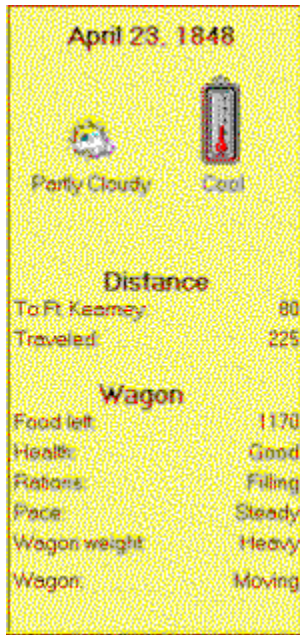 April 23, 1848
Partly Cloudy Cool
Distance
To Ft. Kearney: 80
Traveled: 225
Wagon
Food left: 1170
Health: Good
Rations: Filling
Pace: Steady
Wagon weight: Heavy
Wagon: Moving